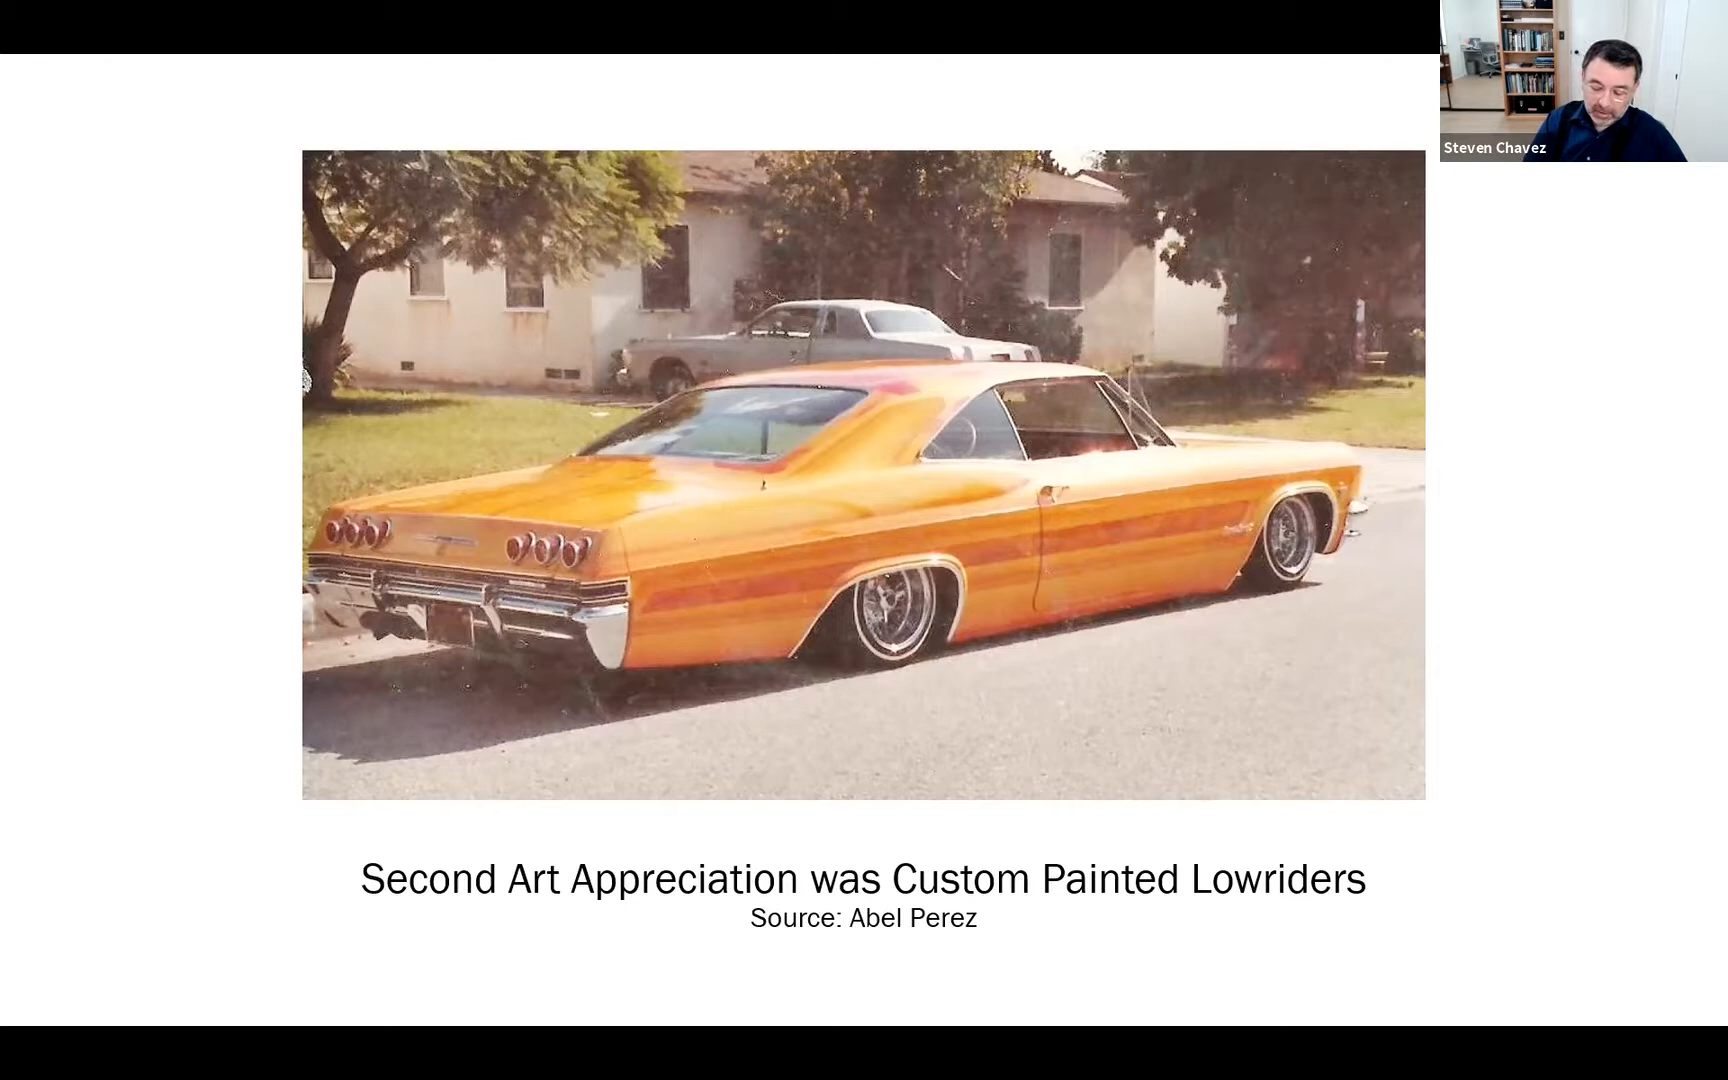 Steven Chavez
Second Art Appreciation was Custom Painted Lowriders
Source: Abel Perez